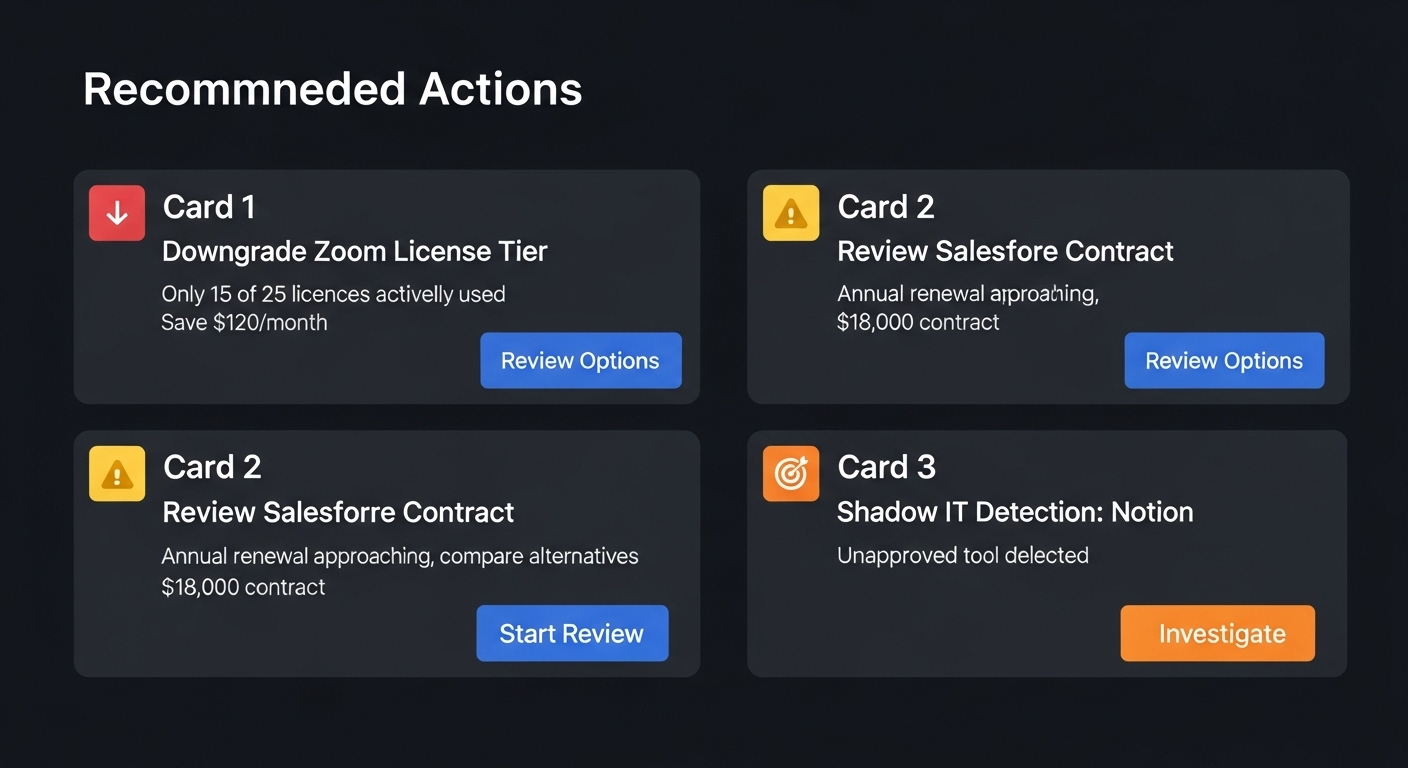 Recommneded Actions
Card 1
Downgrade Zoom License Tier
Only 15 of 25 licences activelly used
Save $120/month
Review Options
Card 2
Review Salesfore Contract
Annual renewal
$18,000 contract
Review Options
Card 2
Review Salesforre Contract
Annual renewal approaching, compare alternatives
$18,000 contract
Start Review
Card 3
Shadow IT Detection: Notion
Unapproved tool delected
Investigate